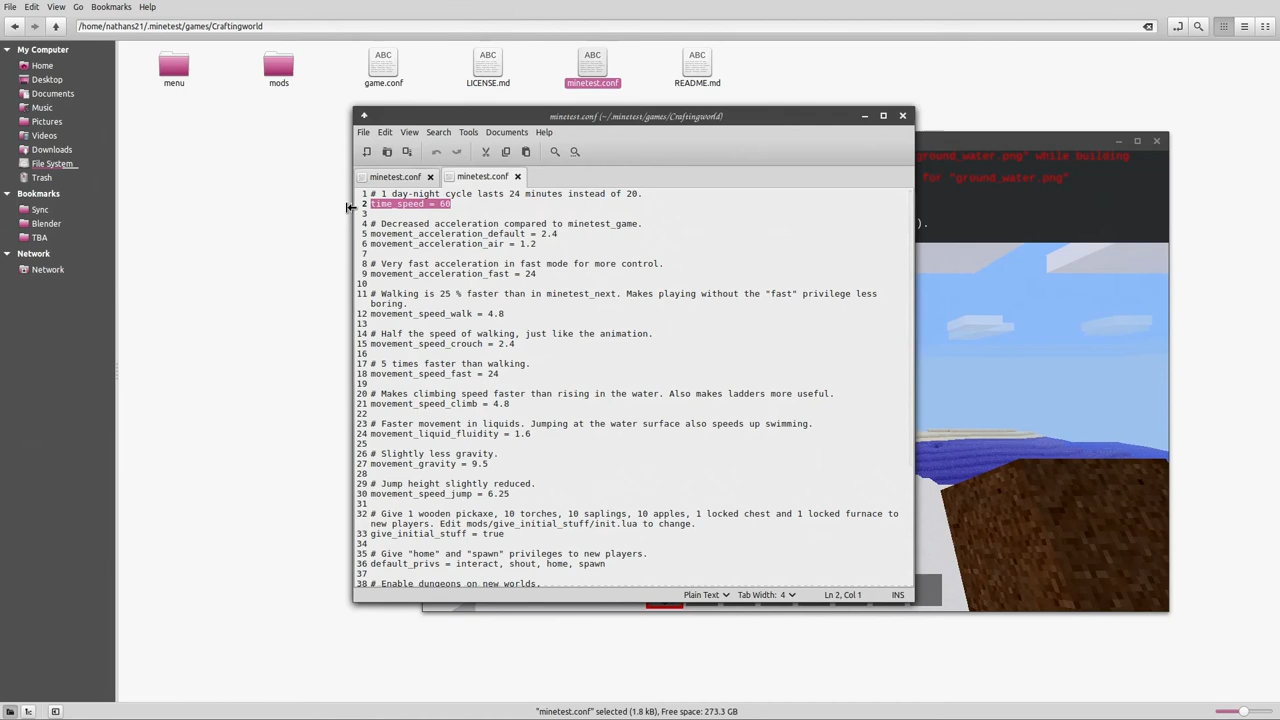 File Edit View Go Bookmarks Help
/home/nathans21/.minetest/games/Craftingworld
My Computer
Home
Desktop
Documents
Music
Pictures
Videos
Downloads
File System
Trash
Bookmarks
Sync
Blender
TBA
Network
Network
ABC ABC ABC ABC
menu mods game.conf LICENSE.md minetest.conf README.md
minetest.conf (~/.minetest/games/Craftingworld)
File Edit View Search Tools Documents Help
minetest.conf minetest.conf
1 # 1 day-night cycle lasts 24 minutes instead of 20.
2 time_speed = 60
3
4 # Decreased acceleration compared to minetest_game.
5 movement_acceleration_default = 2.4
6 movement_acceleration_air = 1.2
7
8 # Very fast acceleration in fast mode for more control.
9 movement_acceleration_fast = 24
10
11 # Walking is 25 % faster than in minetest_next. Makes playing without the "fast" privilege less
boring.
12 movement_speed_walk = 4.8
13
14 # Half the speed of walking, just like the animation.
15 movement_speed_crouch = 2.4
16
17 # 5 times faster than walking.
18 movement_speed_fast = 24
19
20 # Makes climbing speed faster than rising in the water. Also makes ladders more useful.
21 movement_speed_climb = 4.8
22
23 # Faster movement in liquids. Jumping at the water surface also speeds up swimming.
24 movement_liquid_fluidity = 1.6
25
26 # Slightly less gravity.
27 movement_gravity = 9.5
28
29 # Jump height slightly reduced.
30 movement_speed_jump = 6.25
31
32 # Give 1 wooden pickaxe, 10 torches, 10 saplings, 10 apples, 1 locked chest and 1 locked furnace to
new players. Edit mods/give_initial_stuff/init.lua to change.
33 give_initial_stuff = true
34
35 # Give "home" and "spawn" privileges to new players.
36 default_privs = interact, shout, home, spawn
37
38 # Enable dungeons on new worlds.
Plain Text Tab Width: 4 Ln 2, Col 1 INS
ground_water.png" while building
for "ground_water.png"
).
"minetest.conf" selected (1.8 kB), Free space: 273.3 GB